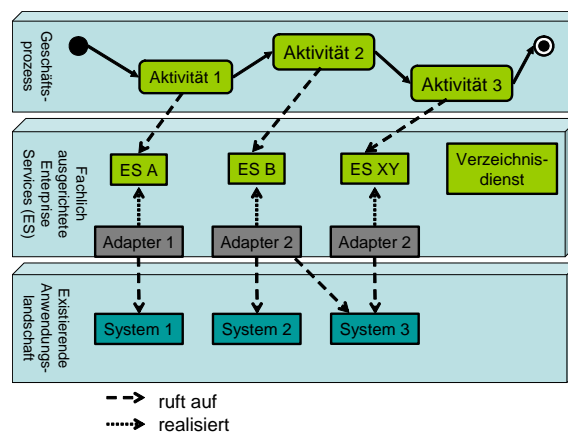 Geschäfts-
prozess
Aktivität 1
Aktivität 2
Aktivität 3
Fachlich
ausgerichtete
Enterprise
Services (ES)
ES A
ES B
ES XY
Verzeichnis-
dienst
Adapter 1
Adapter 2
Adapter 2
Existierende
Anwendungs-
landschaft
System 1
System 2
System 3
ruft auf
realisiert